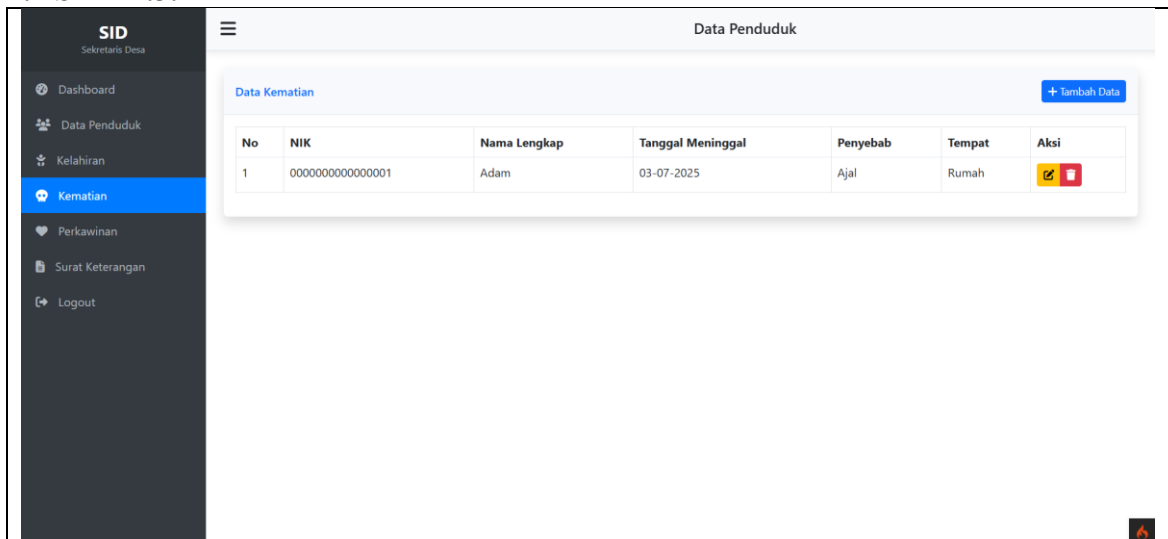 SID
Sekretaris Desa
Dashboard
Data Penduduk
Kelahiran
Kematian
Perkawinan
Surat Keterangan
Logout
Data Penduduk
Data Kematian
+ Tambah Data
No NIK Nama Lengkap Tanggal Meninggal Penyebab Tempat Aksi
1 0000000000000001 Adam 03-07-2025 Ajal Rumah